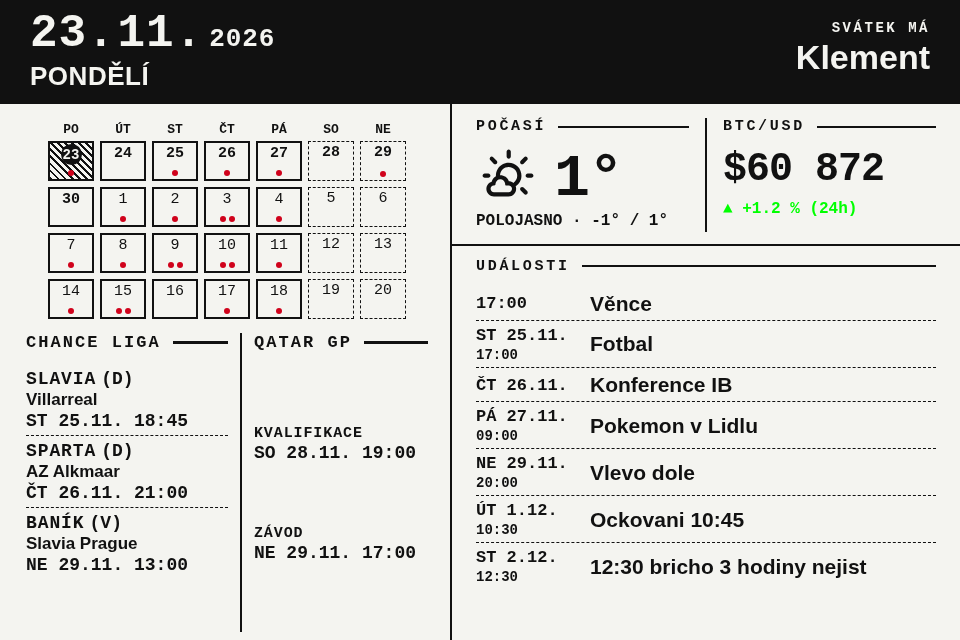 23.11. 2026
PONDĚLÍ
SVÁTEK MÁ
Klement
PO ÚT ST ČT PÁ SO NE
23 24 25 26 27 28 29
30 1 2 3 4 5 6
7 8 9 10 11 12 13
14 15 16 17 18 19 20
CHANCE LIGA
SLAVIA (D)
Villarreal
ST 25.11. 18:45
SPARTA (D)
AZ Alkmaar
ČT 26.11. 21:00
BANÍK (V)
Slavia Prague
NE 29.11. 13:00
QATAR GP
KVALIFIKACE
SO 28.11. 19:00
ZÁVOD
NE 29.11. 17:00
POČASÍ
1°
POLOJASNO · -1° / 1°
BTC/USD
$60 872
▲ +1.2 % (24h)
UDÁLOSTI
17:00 Věnce
ST 25.11.
17:00
Fotbal
ČT 26.11. Konference IB
PÁ 27.11.
09:00
Pokemon v Lidlu
NE 29.11.
20:00
Vlevo dole
ÚT 1.12.
10:30
Ockovani 10:45
ST 2.12.
12:30
12:30 bricho 3 hodiny nejist